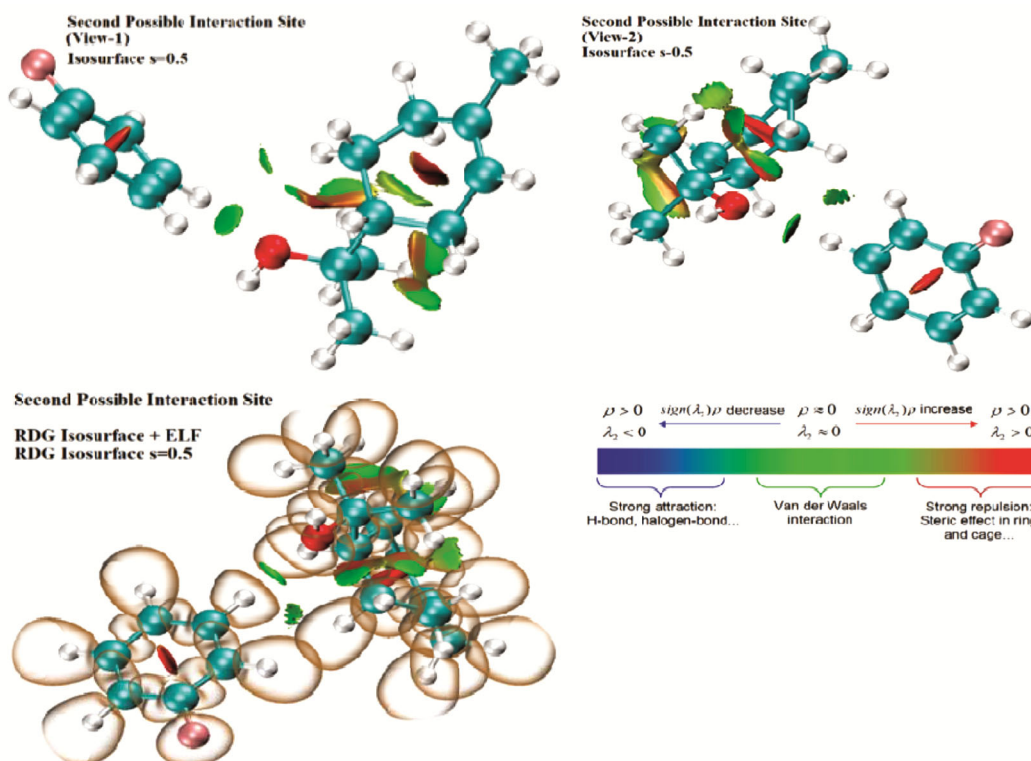 Second Possible Interaction Site
(View-1)
Isosurface s=0.5
Second Possible Interaction Site
(View-2)
Isosurface s-0.5
Second Possible Interaction Site
RDG Isosurface + ELF
RDG Isosurface s=0.5
ρ > 0 sign(λ₂)ρ decrease ρ ≈ 0 sign(λ₂)ρ increase ρ > 0
λ₂ < 0 λ₂ ≈ 0 λ₂ > 0
Strong attraction: Van der Waals Strong repulsion:
H-bond, halogen-bond... interaction Steric effect in rin
and cage...